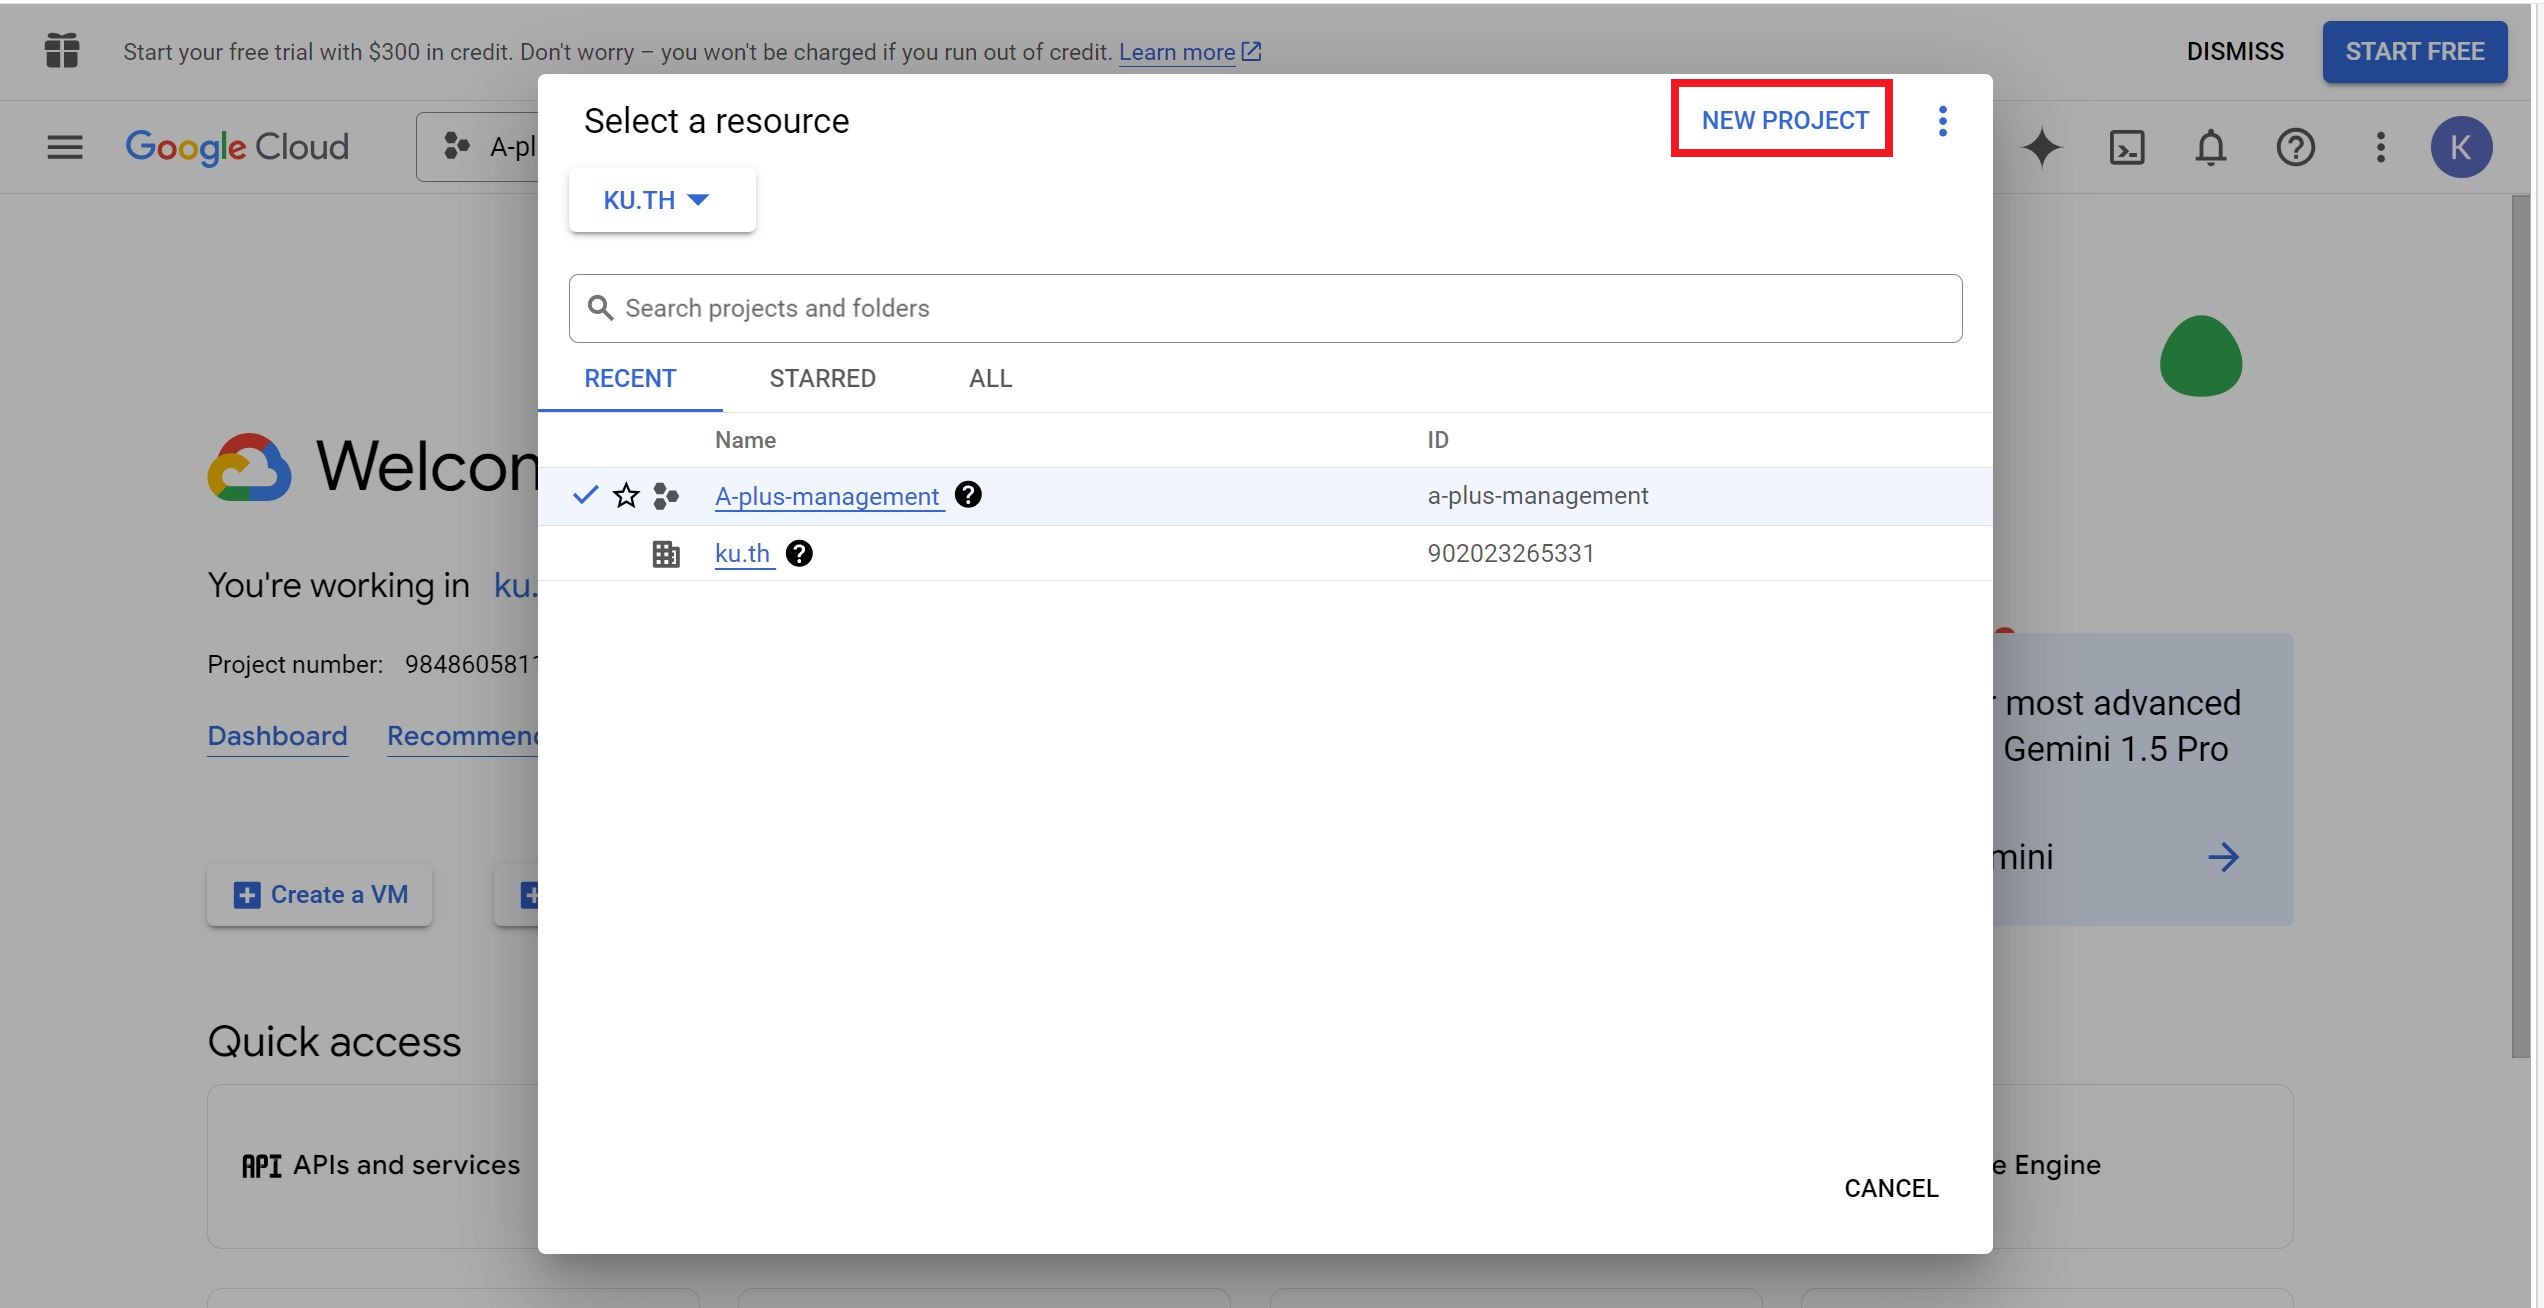 Start your free trial with $300 in credit. Don't worry – you won't be charged if you run out of credit. Learn more
DISMISS
START FREE
Google Cloud
A-pl
K
Select a resource
NEW PROJECT
KU.TH
Search projects and folders
RECENT STARRED ALL
Name ID
A-plus-management a-plus-management
ku.th 902023265331
CANCEL
Welcom
You're working in ku.
Project number: 984860581
Dashboard Recommend
Create a VM
most advanced
Gemini 1.5 Pro
mini
Quick access
API APIs and services
e Engine